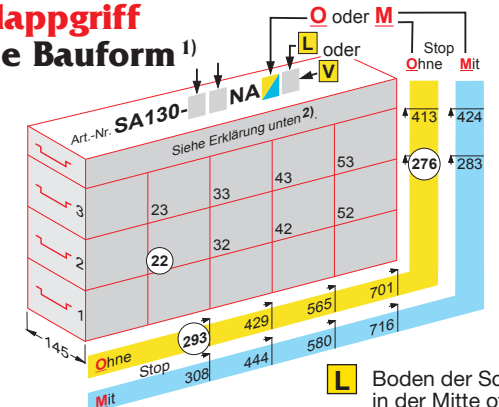 lappgriff
e Bauform 1)
O oder M
L oder
V
Stop
Ohne Mit
Art.-Nr. SA130- NA
Siehe Erklärung unten 2).
413 424
276 283
3 23 33 43 53
2 22 32 42 52
1
145
Ohne 293 429 565 701
Stop
Mit 308 444 580 716
L Boden der Sc
in der Mitte o